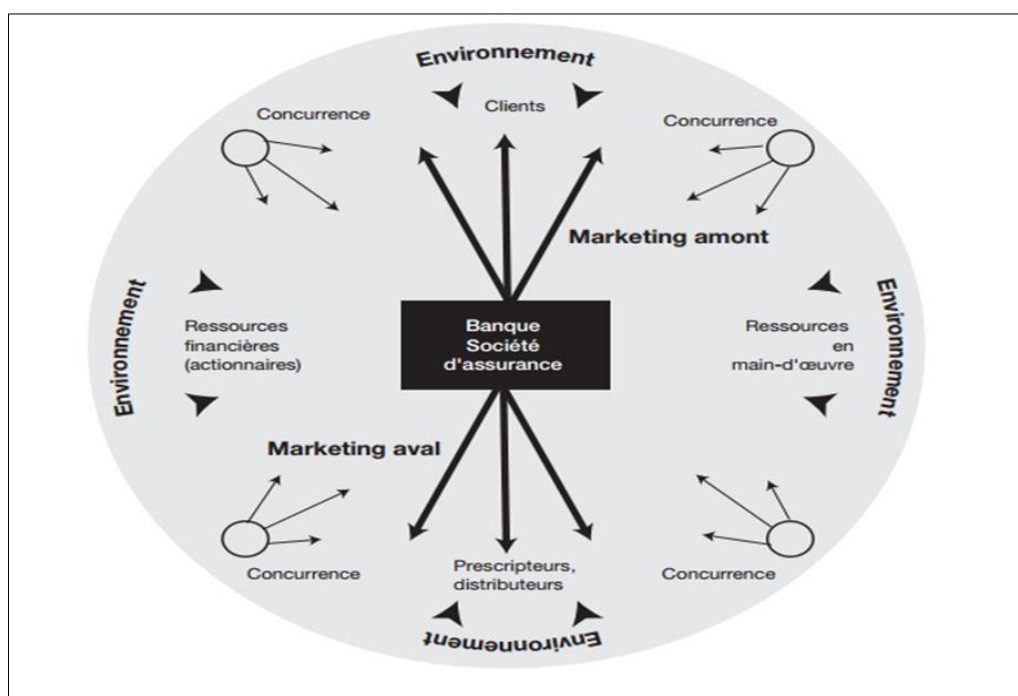 Environnement
Clients
Concurrence
Concurrence
Marketing amont
Environnement
Ressources
financières
(actionnaires)
Banque
Société
d'assurance
Ressources
en
main-d'œuvre
Environnement
Marketing aval
Concurrence
Prescripteurs,
distributeurs
Concurrence
Environnement